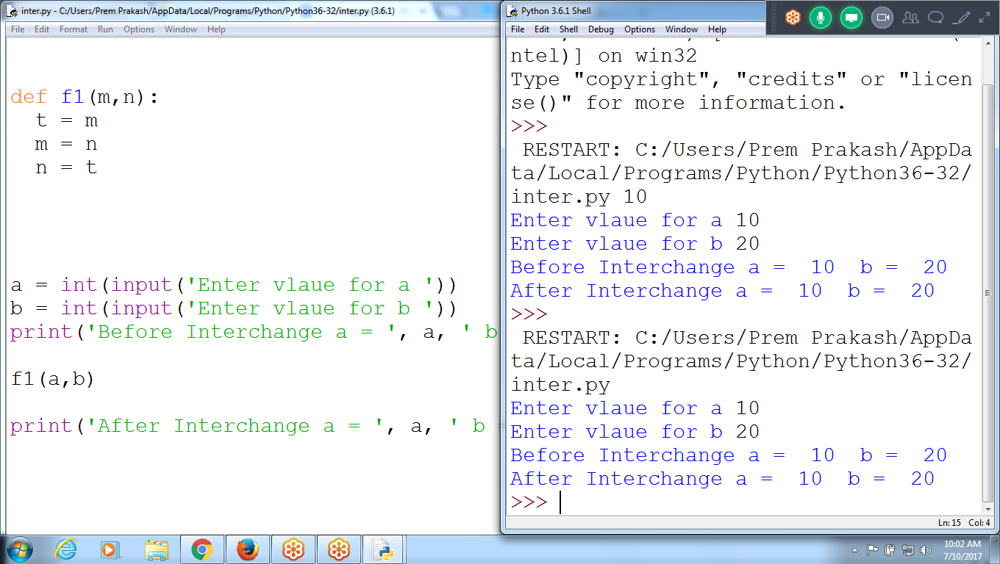 inter.py - C:/Users/Prem Prakash/AppData/Local/Programs/Python/Python36-32/inter.py (3.6.1)
File Edit Format Run Options Window Help
def f1(m,n):
  t = m
  m = n
  n = t
a = int(input('Enter vlaue for a '))
b = int(input('Enter vlaue for b '))
print('Before Interchange a = ', a, ' b
f1(a,b)
print('After Interchange a = ', a, ' b =
Python 3.6.1 Shell
File Edit Shell Debug Options Window Help
ntel)] on win32
Type "copyright", "credits" or "licen
se()" for more information.
>>>
 RESTART: C:/Users/Prem Prakash/AppDa
ta/Local/Programs/Python/Python36-32/
inter.py 10
Enter vlaue for a 10
Enter vlaue for b 20
Before Interchange a =  10  b =  20
After Interchange a =  10  b =  20
>>>
 RESTART: C:/Users/Prem Prakash/AppDa
ta/Local/Programs/Python/Python36-32/
inter.py
Enter vlaue for a 10
Enter vlaue for b 20
Before Interchange a =  10  b =  20
After Interchange a =  10  b =  20
>>>
Ln: 15 Col: 4
10:02 AM
7/10/2017